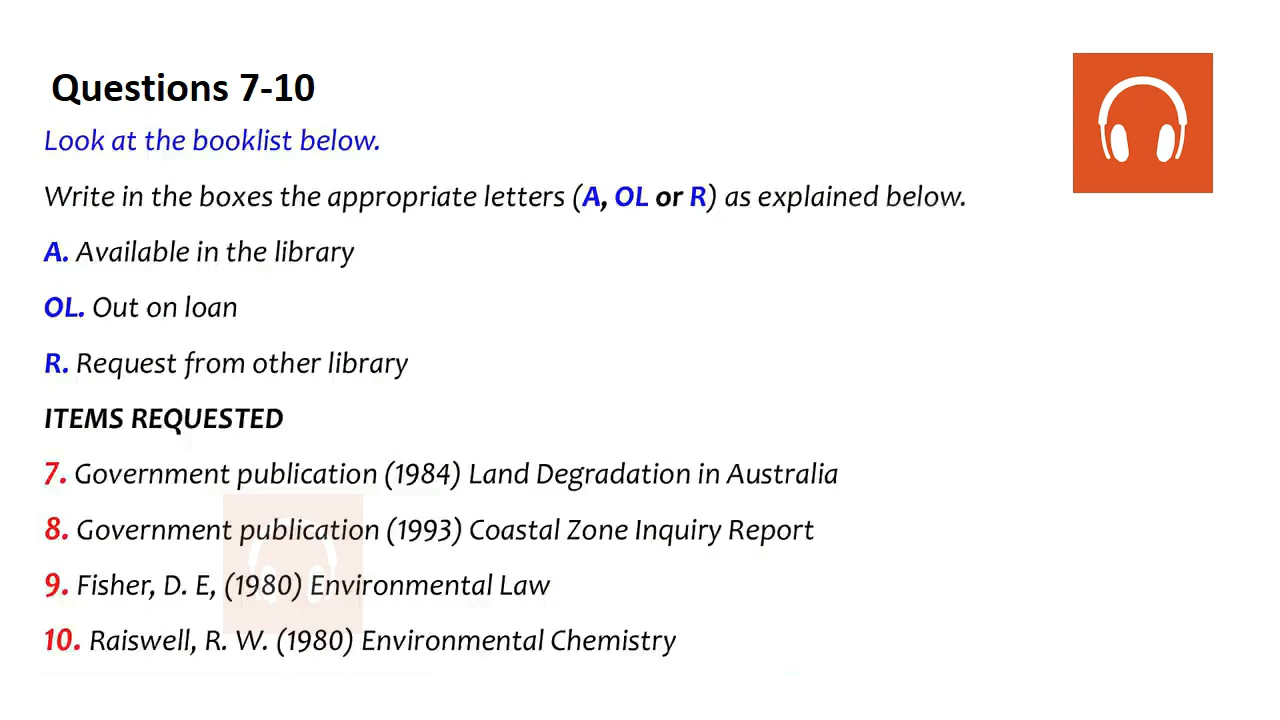 Questions 7-10
Look at the booklist below.
Write in the boxes the appropriate letters (A, OL or R) as explained below.
A. Available in the library
OL. Out on loan
R. Request from other library
ITEMS REQUESTED
7. Government publication (1984) Land Degradation in Australia
8. Government publication (1993) Coastal Zone Inquiry Report
9. Fisher, D. E, (1980) Environmental Law
10. Raiswell, R. W. (1980) Environmental Chemistry